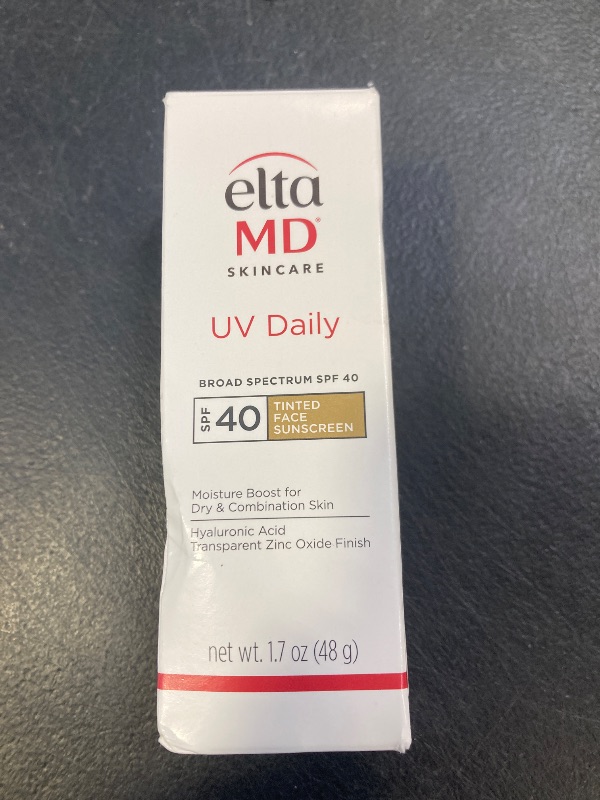 elta
MD®
SKINCARE
UV Daily
BROAD SPECTRUM SPF 40
SPF 40
TINTED
FACE
SUNSCREEN
Moisture Boost for
Dry & Combination Skin
Hyaluronic Acid
Transparent Zinc Oxide Finish
net wt. 1.7 oz (48 g)